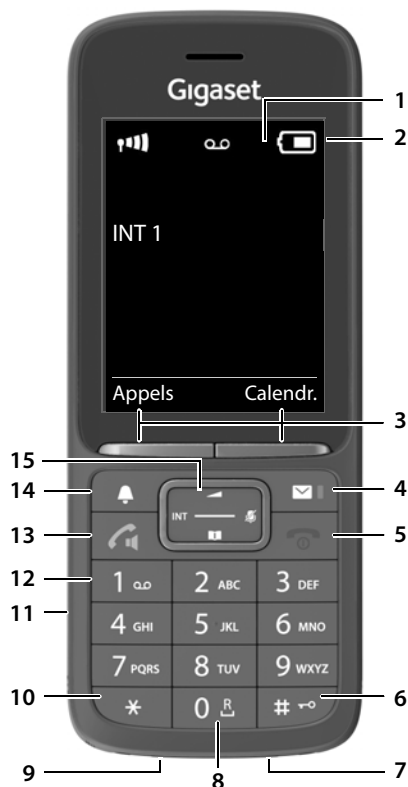 Gigaset
1
2
INT 1
Appels Calendr.
3
15
14
4
INT
13
5
12
1 2 ABC 3 DEF
11
4 GHI 5 JKL 6 MNO
7 PQRS 8 TUV 9 WXYZ
10
* 0 R #
6
9
8
7